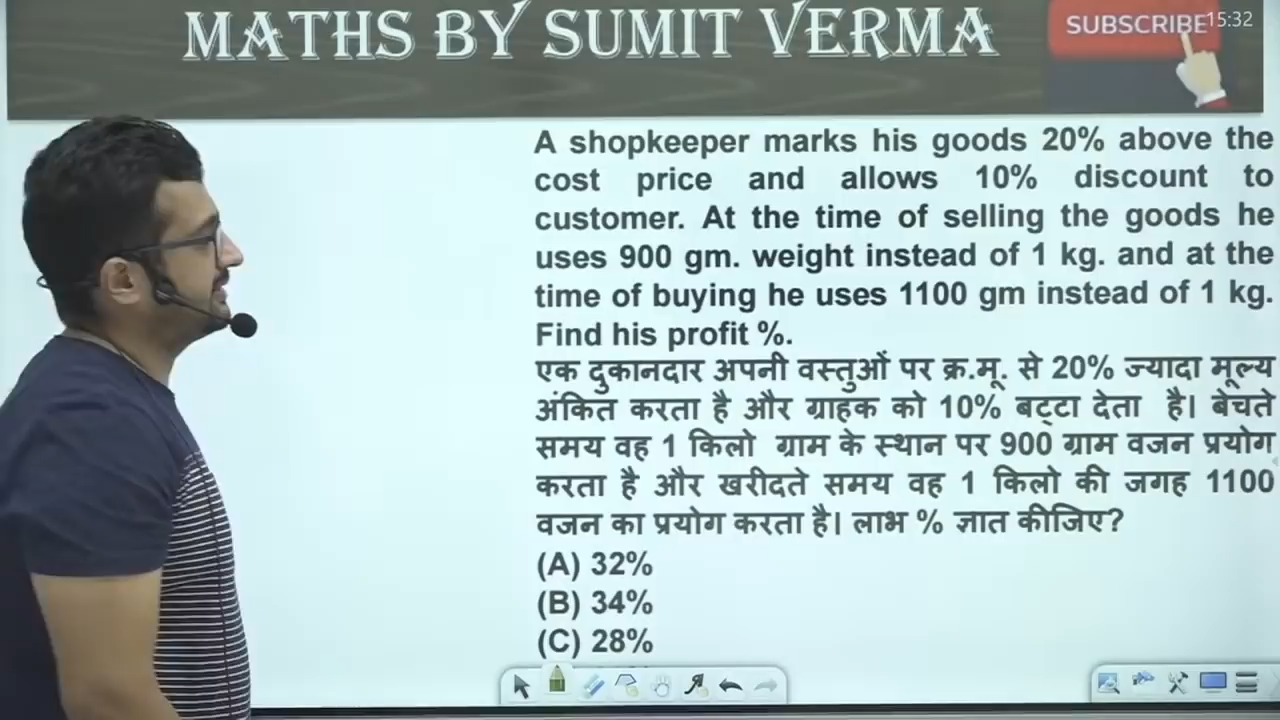 MATHS BY SUMIT VERMA
SUBSCRIBE
15:32
A shopkeeper marks his goods 20% above the
cost price and allows 10% discount to
customer. At the time of selling the goods he
uses 900 gm. weight instead of 1 kg. and at the
time of buying he uses 1100 gm instead of 1 kg.
Find his profit %.
एक दुकानदार अपनी वस्तुओं पर क्र.मू. से 20% ज्यादा मूल्य
अंकित करता है और ग्राहक को 10% बट्टा देता है। बेचते
समय वह 1 किलो ग्राम के स्थान पर 900 ग्राम वजन प्रयोग
करता है और खरीदते समय वह 1 किलो की जगह 1100
वजन का प्रयोग करता है। लाभ % ज्ञात कीजिए?
(A) 32%
(B) 34%
(C) 28%